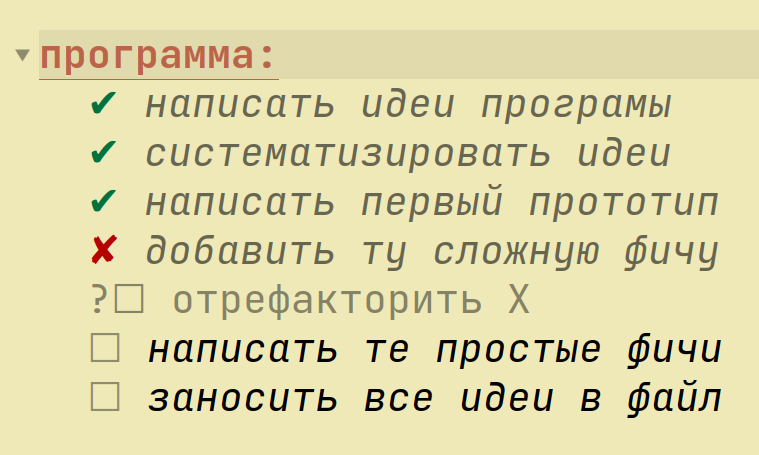 программа:
✔ написать идеи програмы
✔ систематизировать идеи
✔ написать первый прототип
✘ добавить ту сложную фичу
?☐ отрефакторить X
☐ написать те простые фичи
☐ заносить все идеи в файл